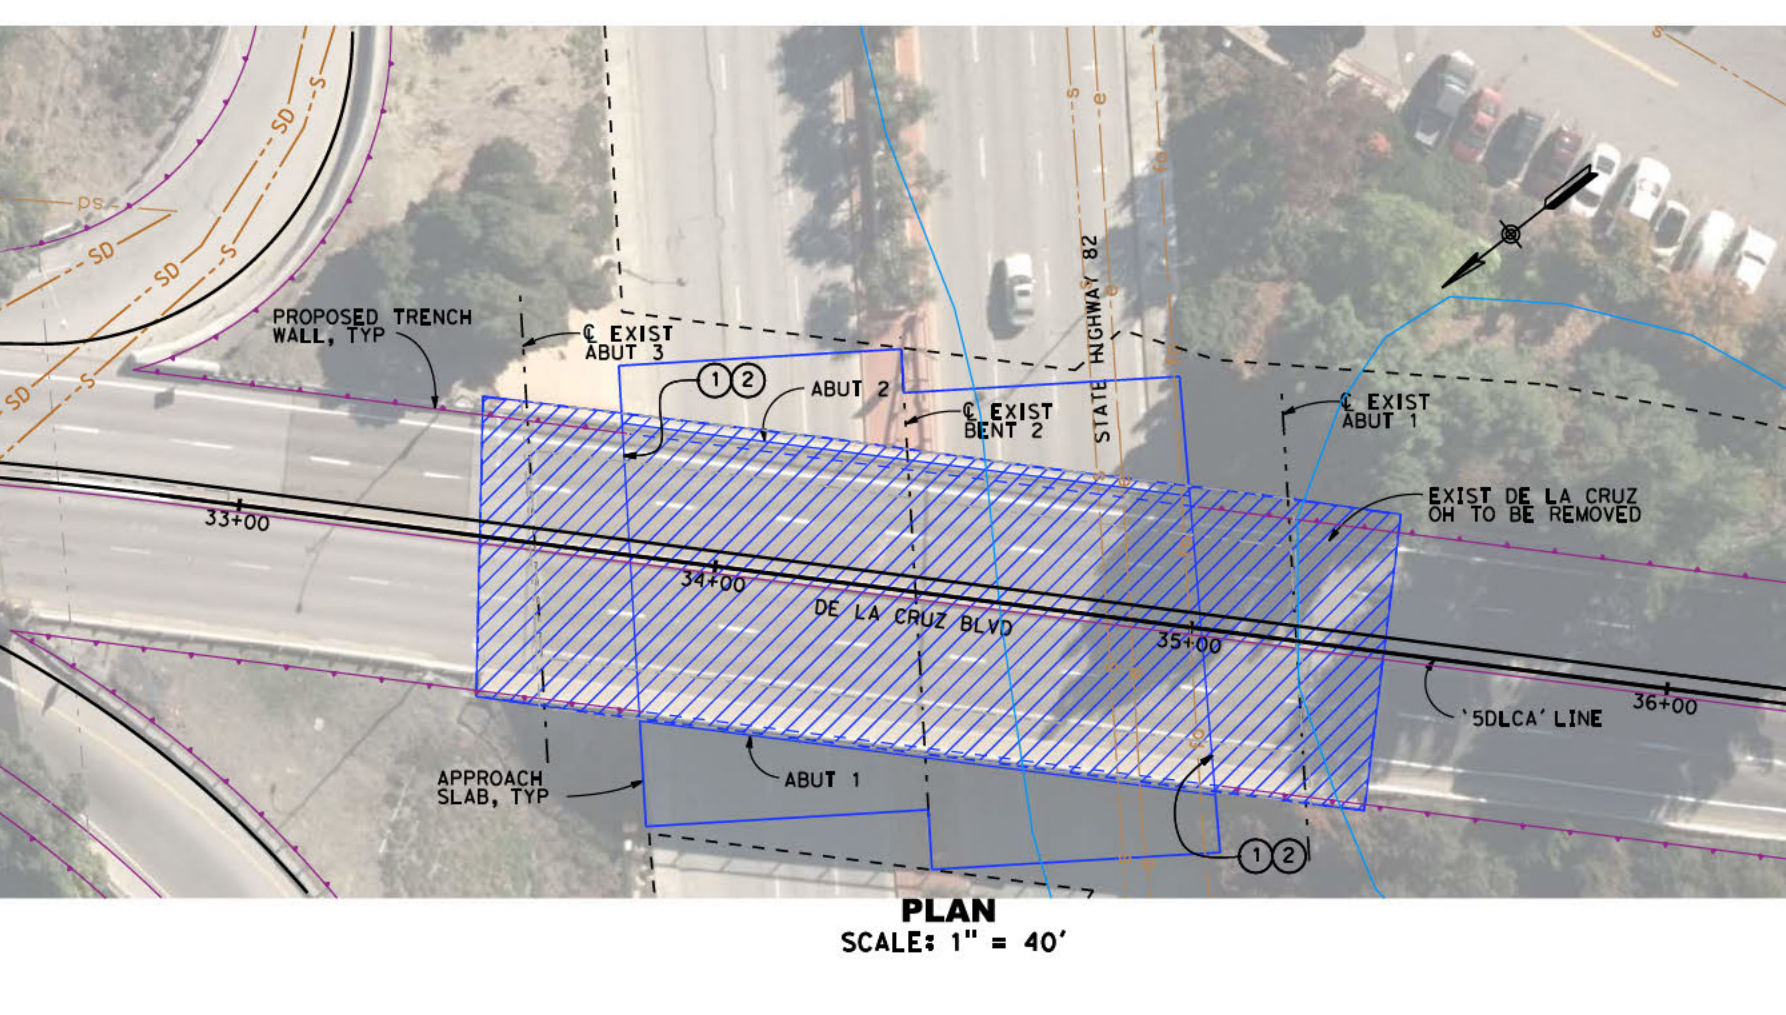 s
S
e
SD
fo
ps
STATE HIGHWAY 82
SD
S
SD
s
e
PROPOSED TRENCH
WALL, TYP
℄ EXIST
ABUT 3
1 2
ABUT 2
℄ EXIST
BENT 2
℄ EXIST
ABUT 1
SD
S
s
e
EXIST DE LA CRUZ
OH TO BE REMOVED
33+00
34+00
DE LA CRUZ BLVD
35+00
36+00
'5DLCA' LINE
fo
APPROACH
SLAB, TYP
ABUT 1
1 2
PLAN
SCALE: 1" = 40'